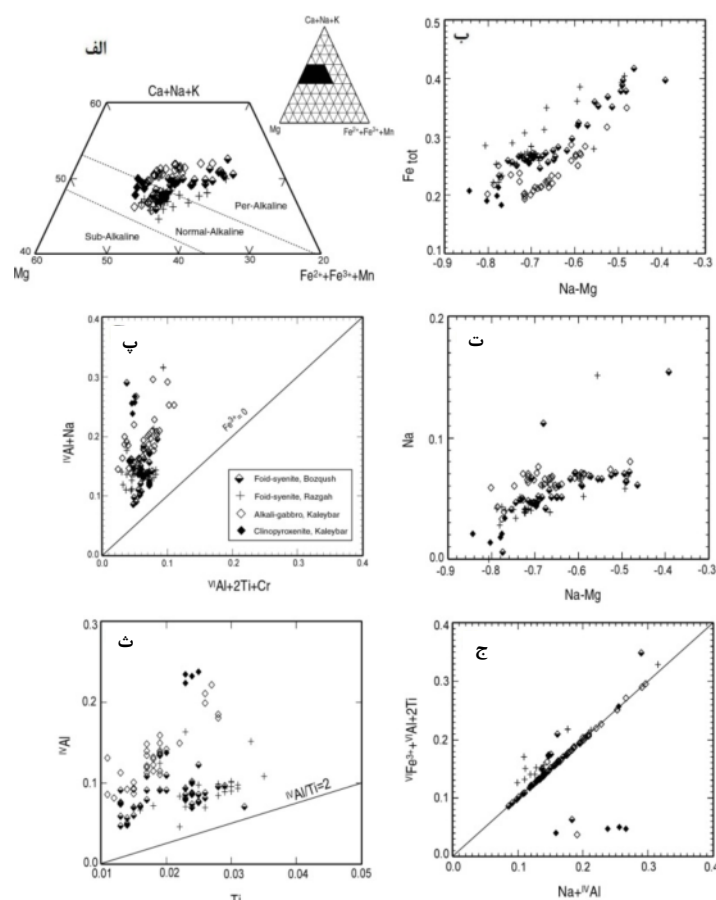 الف
Ca+Na+K
Mg
Fe2++Fe3++Mn
Ca+Na+K
60
50
40
60
50
40
30
20
Per-Alkaline
Normal-Alkaline
Sub-Alkaline
Mg
Fe2++Fe3++Mn
ب
Fe tot
0.5
0.4
0.3
0.2
0.1
-0.9 -0.8 -0.7 -0.6 -0.5 -0.4 -0.3
Na-Mg
پ
IVAl+Na
0.4
0.3
0.2
0.1
0.0
Fe3+= 0
Foid-syenite, Bozqush
Foid-syenite, Razgah
Alkali-gabbro, Kaleybar
Clinopyroxenite, Kaleybar
0.0 0.1 0.2 0.3 0.4
VIAl+2Ti+Cr
ت
Na
0.2
0.1
0.0
-0.9 -0.8 -0.7 -0.6 -0.5 -0.4 -0.3
Na-Mg
ث
IVAl
0.3
0.2
0.1
0.0
IVAl/Ti=2
0.01 0.02 0.03 0.04 0.05
Ti
ج
VIFe3++VIAl+2Ti
0.4
0.3
0.2
0.1
0.0
0.0 0.1 0.2 0.3 0.4
Na+IVAl